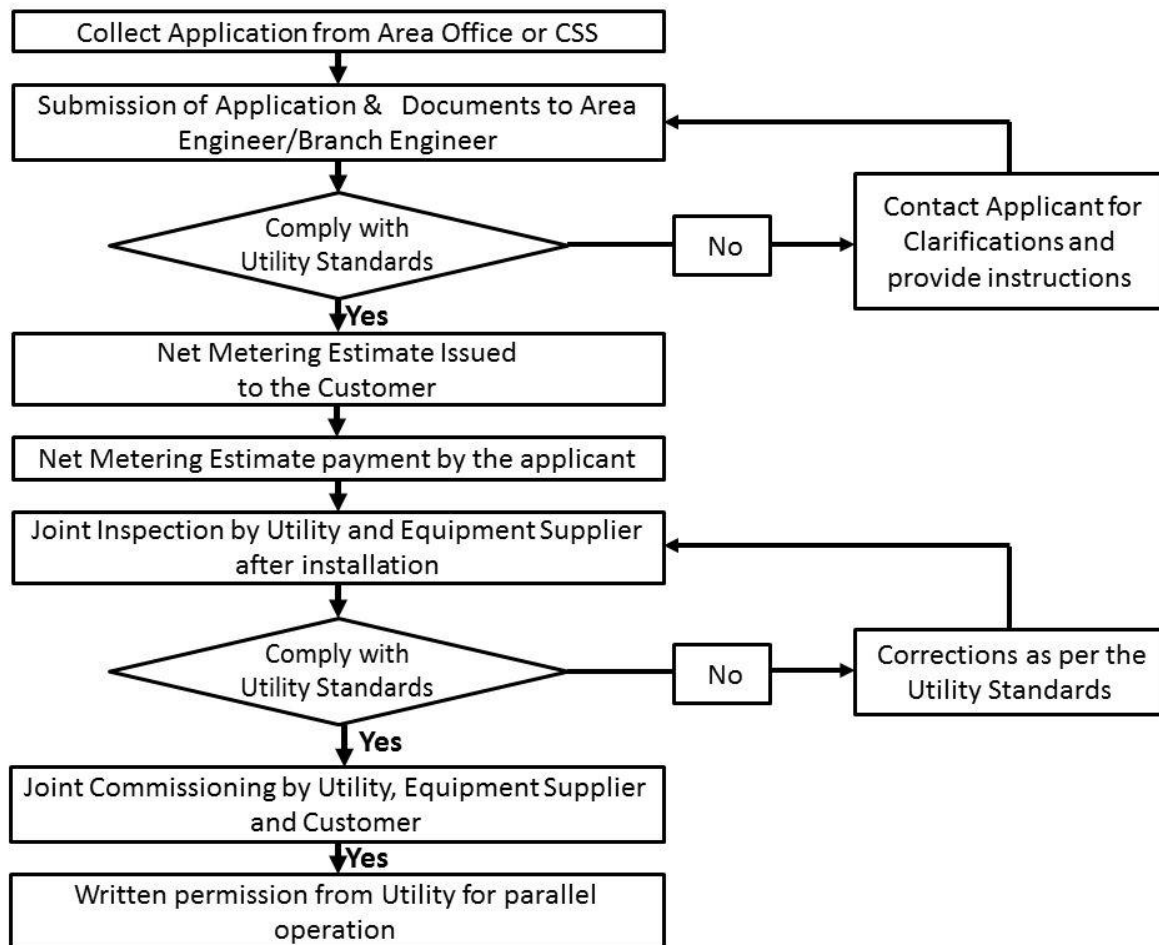 Collect Application from Area Office or CSS
Submission of Application & Documents to Area
Engineer/Branch Engineer
Comply with
Utility Standards
No
Contact Applicant for
Clarifications and
provide instructions
Yes
Net Metering Estimate Issued
to the Customer
Net Metering Estimate payment by the applicant
Joint Inspection by Utility and Equipment Supplier
after installation
Comply with
Utility Standards
No
Corrections as per the
Utility Standards
Yes
Joint Commissioning by Utility, Equipment Supplier
and Customer
Yes
Written permission from Utility for parallel
operation